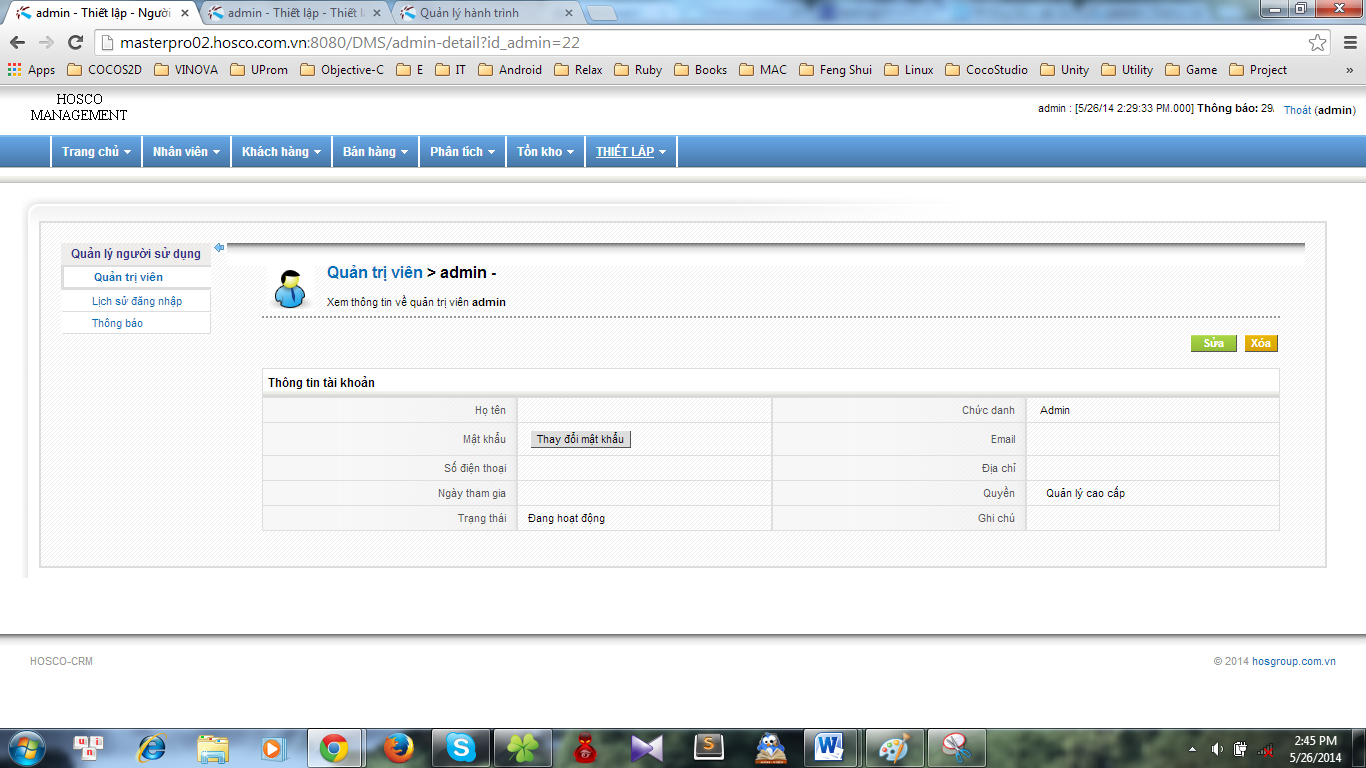 admin - Thiết lập - Người
admin - Thiết lập - Thiết l
Quản lý hành trình
masterpro02.hosco.com.vn:8080/DMS/admin-detail?id_admin=22
Apps COCOS2D VINOVA UProm Objective-C E IT Android Relax Ruby Books MAC Feng Shui Linux CocoStudio Unity Utility Game Project »
HOSCO
MANAGEMENT
admin : [5/26/14 2:29:33 PM.000] Thông báo: 29/
Thoát (admin)
Trang chủ Nhân viên Khách hàng Bán hàng Phân tích Tồn kho THIẾT LẬP
Quản lý người sử dụng
Quản trị viên
Lịch sử đăng nhập
Thông báo
Quản trị viên > admin -
Xem thông tin về quản trị viên admin
Sửa Xóa
Thông tin tài khoản
Họ tên Chức danh Admin
Mật khẩu Thay đổi mật khẩu Email
Số điện thoại Địa chỉ
Ngày tham gia Quyền Quản lý cao cấp
Trạng thái Đang hoạt động Ghi chú
HOSCO-CRM
© 2014 hosgroup.com.vn
u i n
2:45 PM
5/26/2014